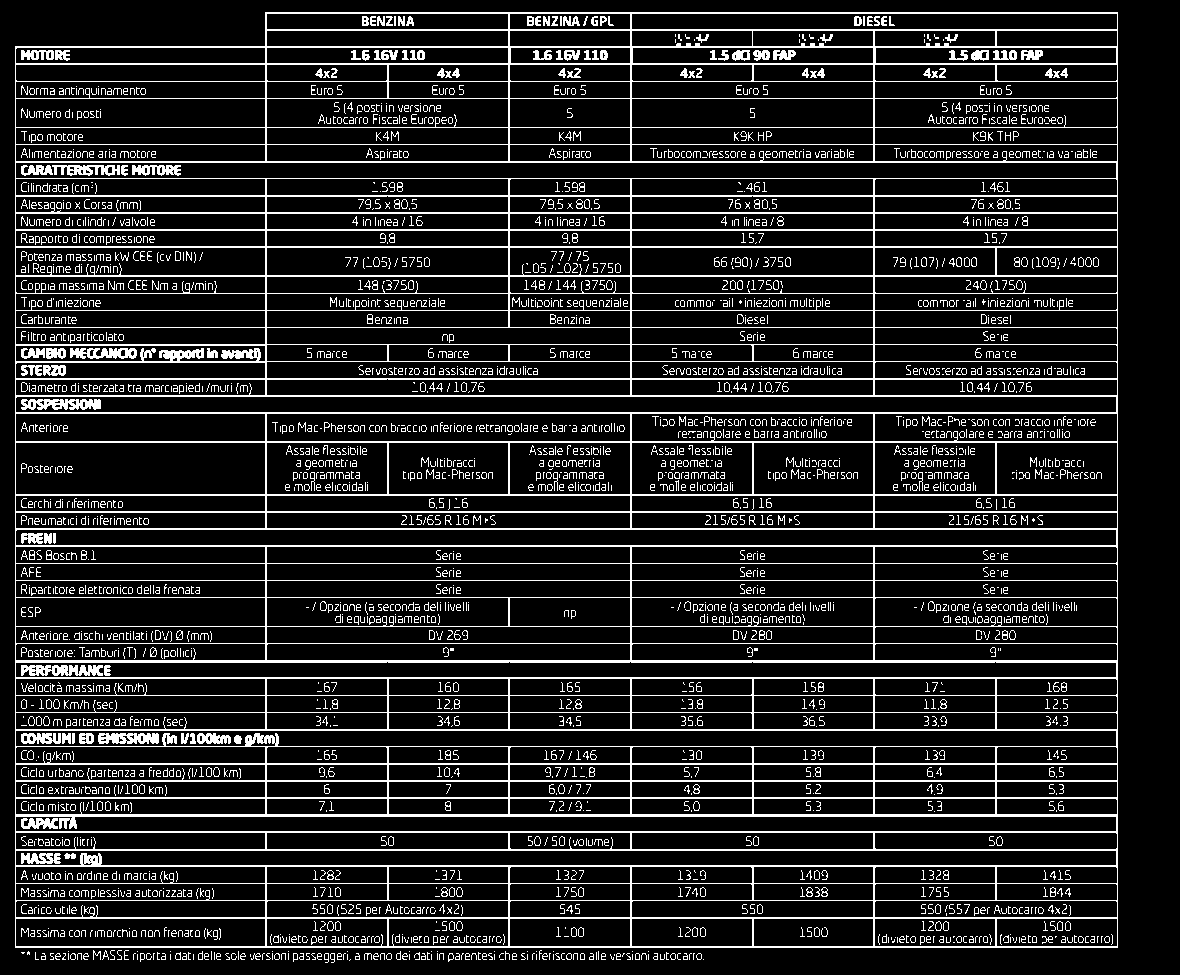 BENZINA BENZINA / GPL DIESEL
MOTORE 1.6 16V 110 1.6 16V 110 1.5 dCi 90 FAP 1.5 dCi 110 FAP
4x2 4x4 4x2 4x2 4x4 4x2 4x4
Norma antinquinamento Euro 5 Euro 5 Euro 5 Euro 5 Euro 5
Numero di posti 5 (4 posti in versione Autocarro Fiscale Europeo) 5 5 5 (4 posti in versione Autocarro Fiscale Europeo)
Tipo motore K4M K4M K9K HP K9K THP
Alimentazione aria motore Aspirato Aspirato Turbocompressore a geometria variable Turbocompressore a geometria variable
CARATTERISTICHE MOTORE
Cilindrata (cm³) 1.598 1.598 1.461 1.461
Alesaggio x Corsa (mm) 79,5 x 80,5 79,5 x 80,5 76 x 80,5 76 x 80,5
Numero di cilindri / valvole 4 in linea / 16 4 in linea / 16 4 in linea / 8 4 in linea / 8
Rapporto di compressione 9,8 9,8 15,7 15,7
Potenza massima kW CEE (cv DIN) / al Regime di (g/min) 77 (105) / 5750 77 / 75 (105 / 102) / 5750 66 (90) / 3750 79 (107) / 4000 80 (109) / 4000
Coppia massima Nm CEE Nm a (g/min) 148 (3750) 148 / 144 (3750) 200 (1750) 240 (1750)
Tipo d'iniezione Multipoint sequenziale Multipoint sequenziale common rail +iniezioni multiple common rail +iniezioni multiple
Carburante Benzina Benzina Diesel Diesel
Filtro antiparticolato np Serie Serie
CAMBIO MECCANCIO (n° rapporti in avanti) 5 marce 6 marce 5 marce 5 marce 6 marce 6 marce
STERZO Servosterzo ad assistenza idraulica Servosterzo ad assistenza idraulica Servosterzo ad assistenza idraulica
Diametro di sterzata tra marciapiedi /muri (m) 10,44 / 10,76 10,44 / 10,76 10,44 / 10,76
SOSPENSIONI
Anteriore Tipo Mac-Pherson con braccio inferiore rettangolare e barra antirollio Tipo Mac-Pherson con braccio inferiore rettangolare e barra antirollio Tipo Mac-Pherson con braccio inferiore rettangolare e barra antirollio
Posteriore Assale flessibile a geometria programmata e molle elicoidali Multibracci tipo Mac-Pherson Assale flessibile a geometria programmata e molle elicoidali Assale flessibile a geometria programmata e molle elicoidali Multibracci tipo Mac-Pherson Assale flessibile a geometria programmata e molle elicoidali Multibracci tipo Mac-Pherson
Cerchi di riferimento 6,5 J 16 6,5 J 16 6,5 J 16
Pneumatici di riferimento 215/65 R 16 M+S 215/65 R 16 M+S 215/65 R 16 M+S
FRENI
ABS Bosch 8.1 Serie Serie Serie
AFE Serie Serie Serie
Ripartitore elettronico della frenata Serie Serie Serie
ESP - / Opzione (a seconda deli livelli di equipaggiamento) np - / Opzione (a seconda deli livelli di equipaggiamento) - / Opzione (a seconda deli livelli di equipaggiamento)
Anteriore: dischi ventilati (DV) Ø (mm) DV 269 DV 280 DV 280
Posteriore: Tamburi (T) / Ø (pollici) 9" 9" 9"
PERFORMANCE
Velocità massima (Km/h) 167 160 165 156 158 171 168
0 - 100 Km/h (sec) 11,8 12,8 12,8 13,8 14,9 11,8 12,5
1000 m partenza da fermo (sec) 34,1 34,6 34,5 35,6 36,5 33,9 34,3
CONSUMI ED EMISSIONI (in l/100km e g/km)
CO₂ (g/km) 165 185 167 / 146 130 139 139 145
Ciclo urbano (partenza a freddo) (l/100 km) 9,6 10,4 9,7 / 11,8 5,7 5,8 6,4 6,5
Ciclo extraurbano (l/100 km) 6 7 6,0 / 7,7 4,8 5,2 4,9 5,3
Ciclo misto (l/100 km) 7,1 8 7,2 / 9,1 5,0 5,3 5,3 5,6
CAPACITÀ
Serbatoio (litri) 50 50 / 50 (volume) 50 50
MASSE ** (kg)
A vuoto in ordine di marcia (kg) 1282 1371 1327 1319 1409 1328 1415
Massima complessiva autorizzata (kg) 1710 1800 1750 1740 1838 1755 1844
Carico utile (kg) 550 (525 per Autocarro 4x2) 545 550 550 (557 per Autocarro 4x2)
Massima con rimorchio non frenato (kg) 1200 (divieto per autocarro) 1500 (divieto per autocarro) 1100 1200 1500 1200 (divieto per autocarro) 1500 (divieto per autocarro)
** La sezione MASSE riporta i dati delle sole versioni passeggeri, a meno dei dati in parentesi che si riferiscono alle versioni autocarro.